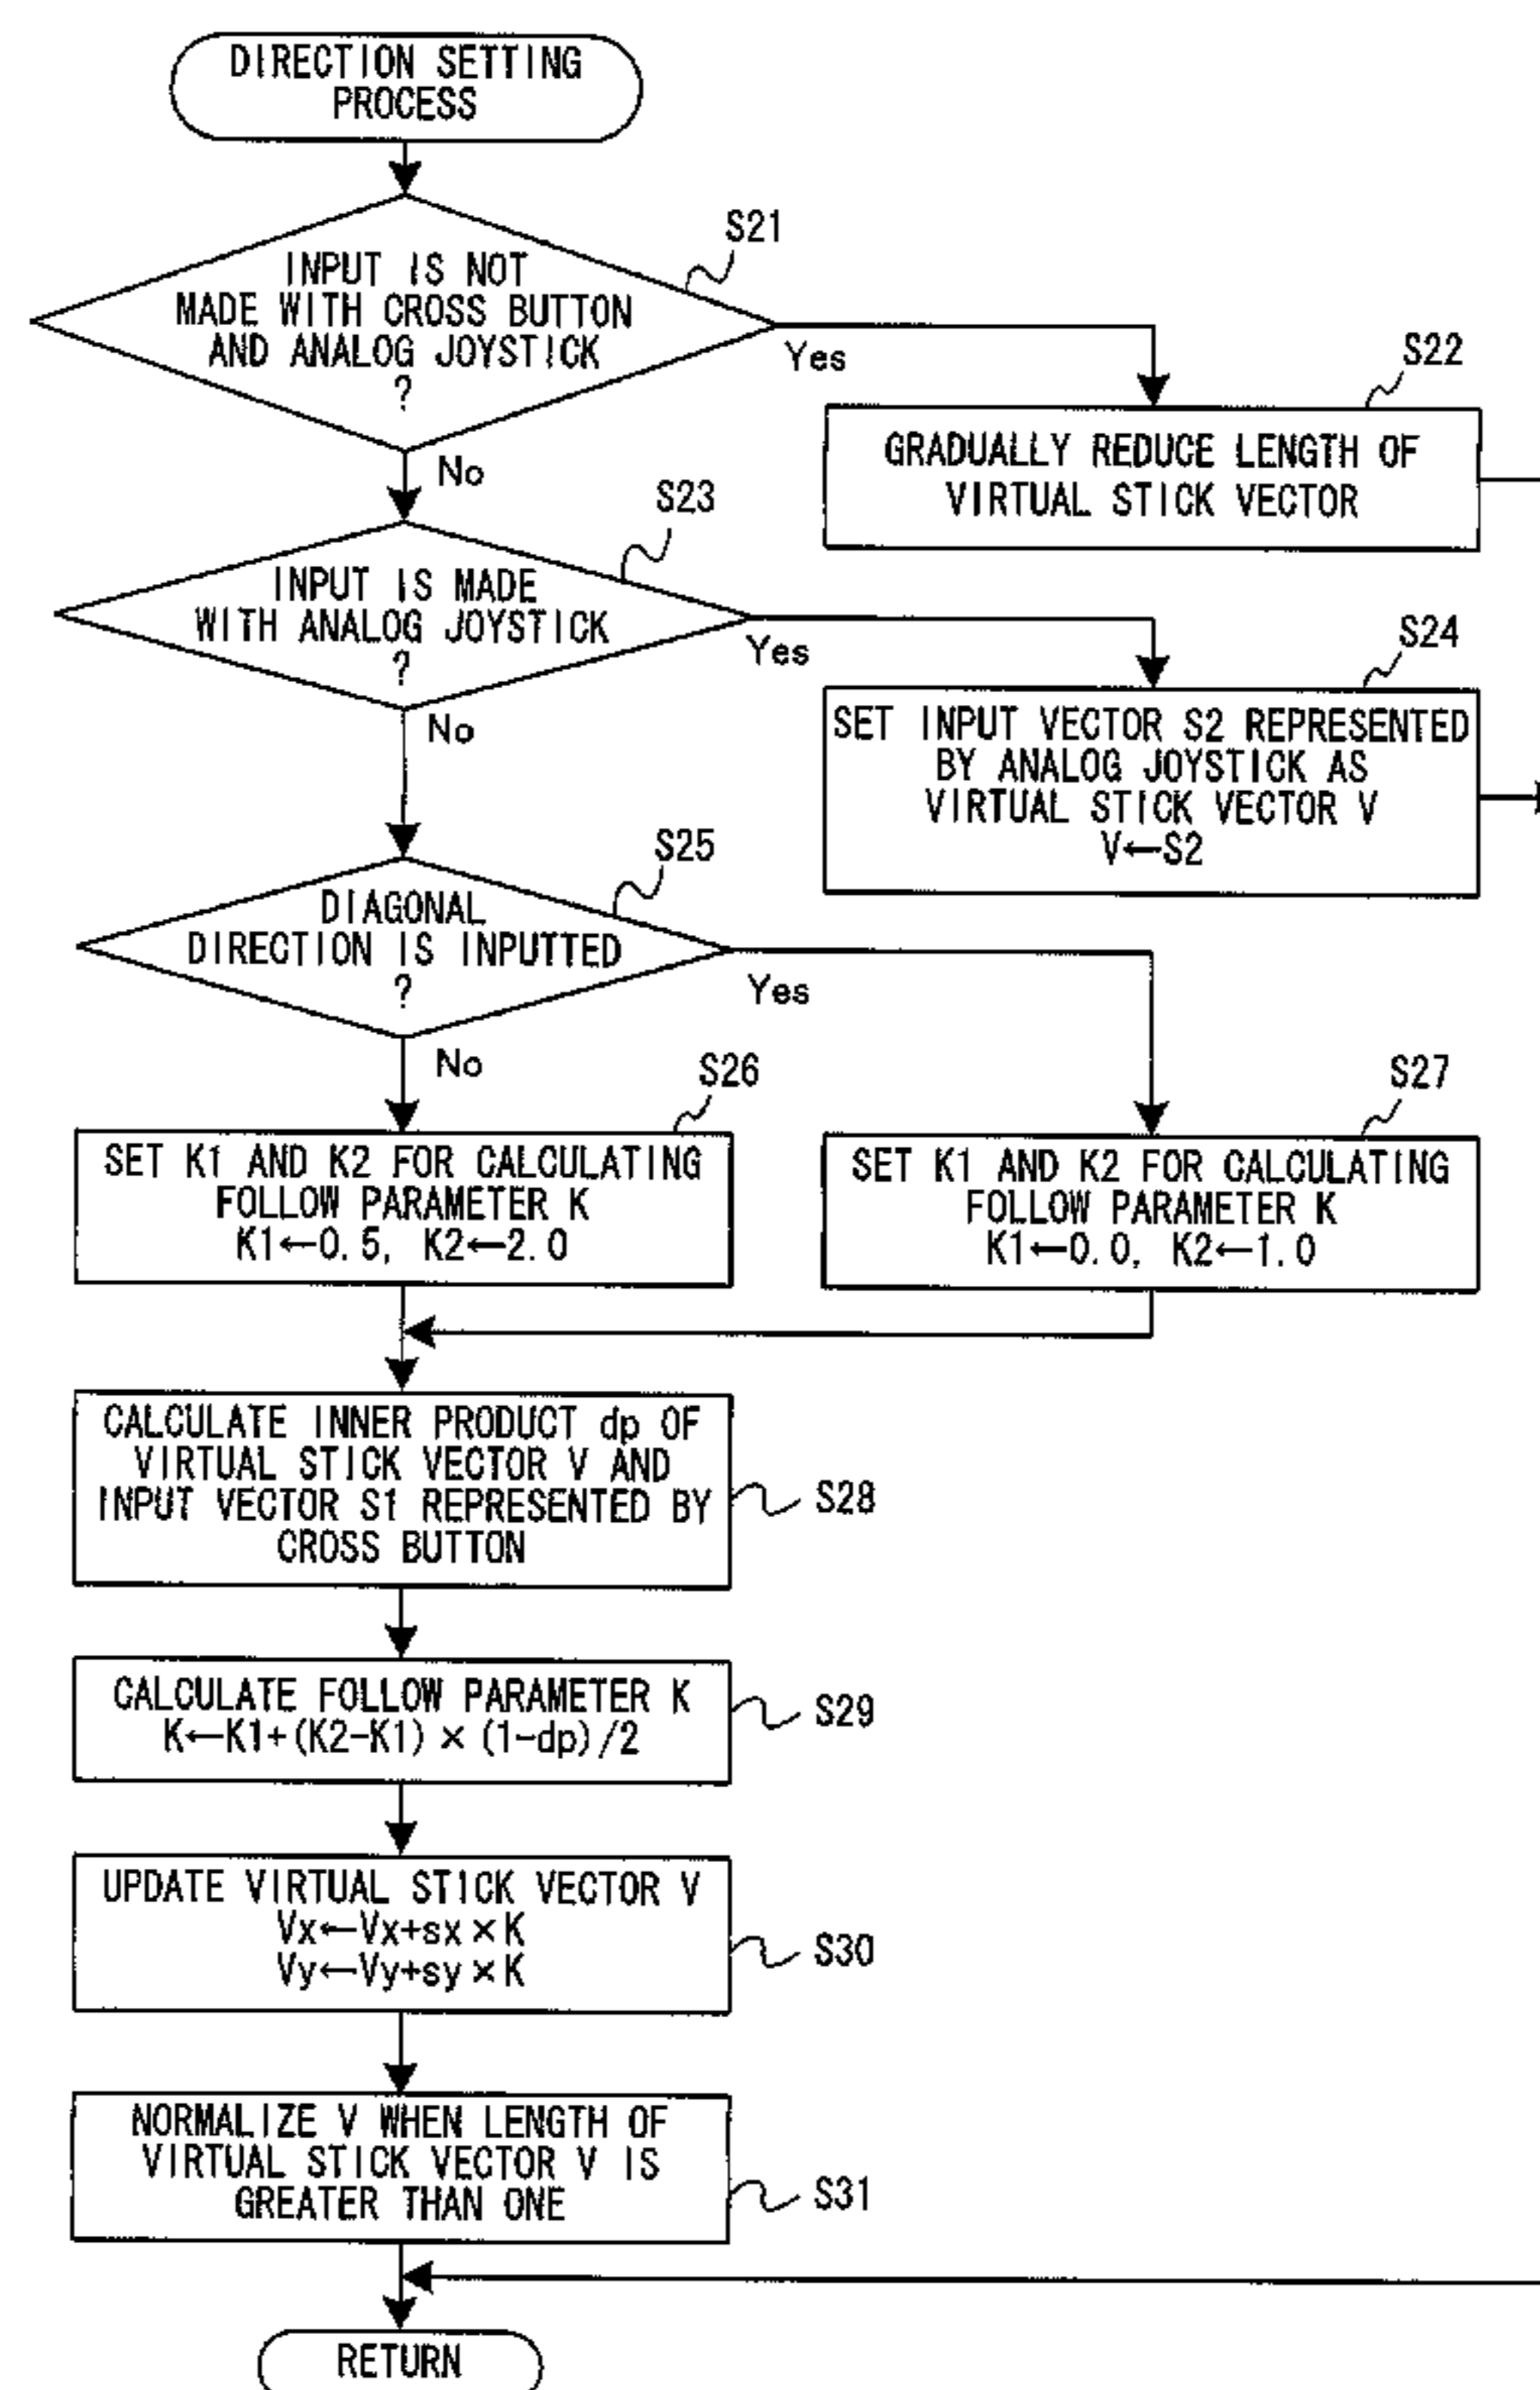 DIRECTION SETTING
PROCESS
S21
INPUT IS NOT
MADE WITH CROSS BUTTON
AND ANALOG JOYSTICK
?
Yes
No
S22
GRADUALLY REDUCE LENGTH OF
VIRTUAL STICK VECTOR
S23
INPUT IS MADE
WITH ANALOG JOYSTICK
?
Yes
No
S24
SET INPUT VECTOR S2 REPRESENTED
BY ANALOG JOYSTICK AS
VIRTUAL STICK VECTOR V
V←S2
S25
DIAGONAL
DIRECTION IS INPUTTED
?
Yes
No
S26
SET K1 AND K2 FOR CALCULATING
FOLLOW PARAMETER K
K1←0.5, K2←2.0
S27
SET K1 AND K2 FOR CALCULATING
FOLLOW PARAMETER K
K1←0.0, K2←1.0
CALCULATE INNER PRODUCT dp OF
VIRTUAL STICK VECTOR V AND
INPUT VECTOR S1 REPRESENTED BY
CROSS BUTTON
S28
CALCULATE FOLLOW PARAMETER K
K←K1+(K2-K1)×(1-dp)/2
S29
UPDATE VIRTUAL STICK VECTOR V
Vx←Vx+sx×K
Vy←Vy+sy×K
S30
NORMALIZE V WHEN LENGTH OF
VIRTUAL STICK VECTOR V IS
GREATER THAN ONE
S31
RETURN